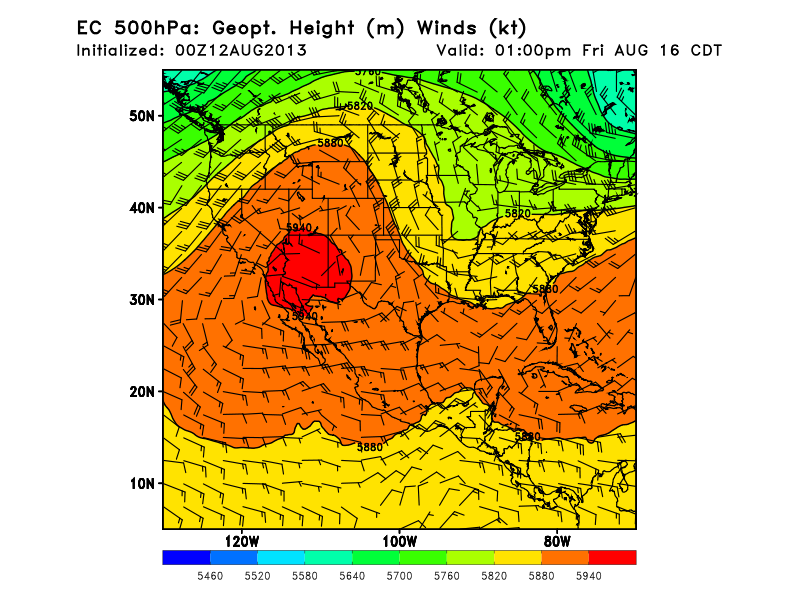 EC 500hPa: Geopt. Height (m) Winds (kt)
Initialized: 00Z12AUG2013 Valid: 01:00pm Fri AUG 16 CDT
5760
5820
50N
5880
40N
5820
5940
5880
30N
5940
20N
5880
5880
10N
120W 100W 80W
5460 5520 5580 5640 5700 5760 5820 5880 5940